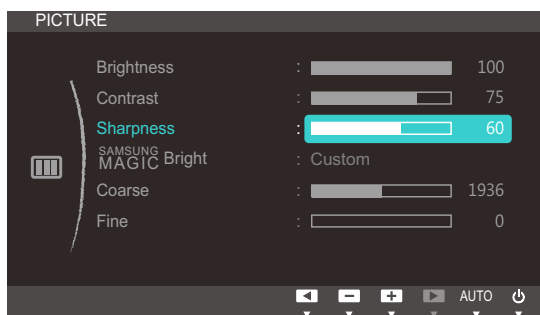 PICTURE
Brightness : 100
Contrast : 75
Sharpness : 60
SAMSUNG
MAGIC Bright : Custom
Coarse : 1936
Fine : 0
AUTO